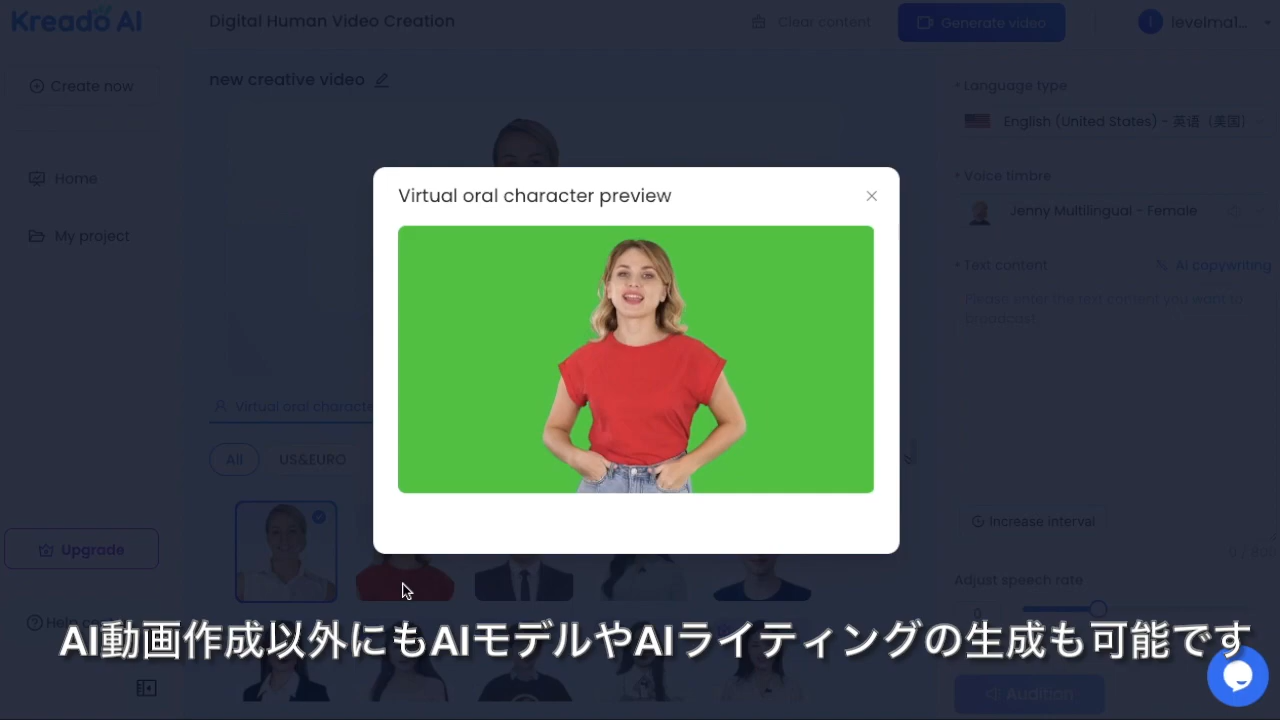 Kreado AI
Digital Human Video Creation
Clear content
Generate video
levelmal...
Create now
new creative video
* Language type
English (United States) - 英语（美国）
Home
Virtual oral character preview
* Voice timbre
Jenny Multilingual - Female
My project
* Text content
AI copywriting
Please enter the text content you want to
broadcast
Virtual oral characte
All
US&EURO
Increase interval
Upgrade
Adjust speech rate
Help
AI動画作成以外にもAIモデルやAIライティングの生成も可能です
Audition